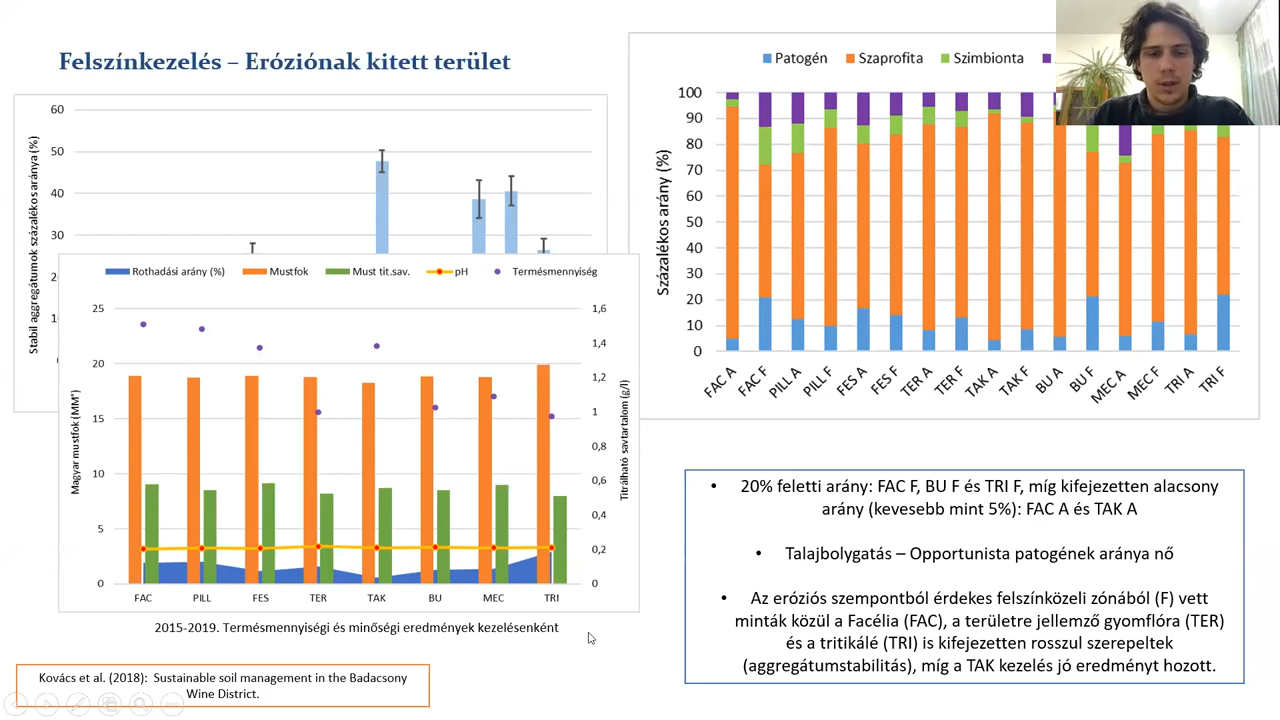 Felszínkezelés – Eróziónak kitett terület
Stabil aggregátumok százalékos aránya (%)
60
50
40
30
2
1
Rothadási arány (%)
Mustfok
Must tit.sav.
pH
Termésmennyiség
Magyar mustfok (MM°)
25
20
15
10
5
0
1,6
1,4
1,2
1
0,8
0,6
0,4
0,2
0
Titrálható savtartalom (g/l)
FAC PILL FES TER TAK BU MEC TRI
2015-2019. Termésmennyiségi és minőségi eredmények kezelésenként
Kovács et al. (2018): Sustainable soil management in the Badacsony
Wine District.
Patogén
Szaprofita
Szimbionta
Százalékos arány (%)
100
90
80
70
60
50
40
30
20
10
0
FAC A
FAC F
PILL A
PILL F
FES A
FES F
TER A
TER F
TAK A
TAK F
BU A
BU F
MEC A
MEC F
TRI A
TRI F
• 20% feletti arány: FAC F, BU F és TRI F, míg kifejezetten alacsony
arány (kevesebb mint 5%): FAC A és TAK A
• Talajbolygatás – Opportunista patogének aránya nő
• Az eróziós szempontból érdekes felszínközeli zónából (F) vett
minták közül a Facélia (FAC), a területre jellemző gyomflóra (TER)
és a tritikálé (TRI) is kifejezetten rosszul szerepeltek
(aggregátumstabilitás), míg a TAK kezelés jó eredményt hozott.